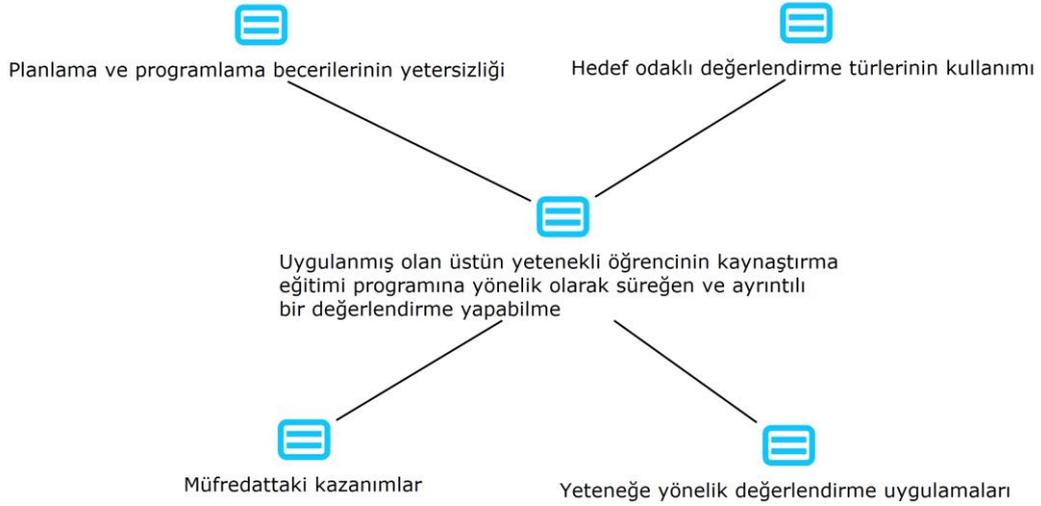 Planlama ve programlama becerilerinin yetersizliği
Hedef odaklı değerlendirme türlerinin kullanımı
Uygulanmış olan üstün yetenekli öğrencinin kaynaştırma
eğitimi programına yönelik olarak süreğen ve ayrıntılı
bir değerlendirme yapabilme
Müfredattaki kazanımlar
Yeteneğe yönelik değerlendirme uygulamaları